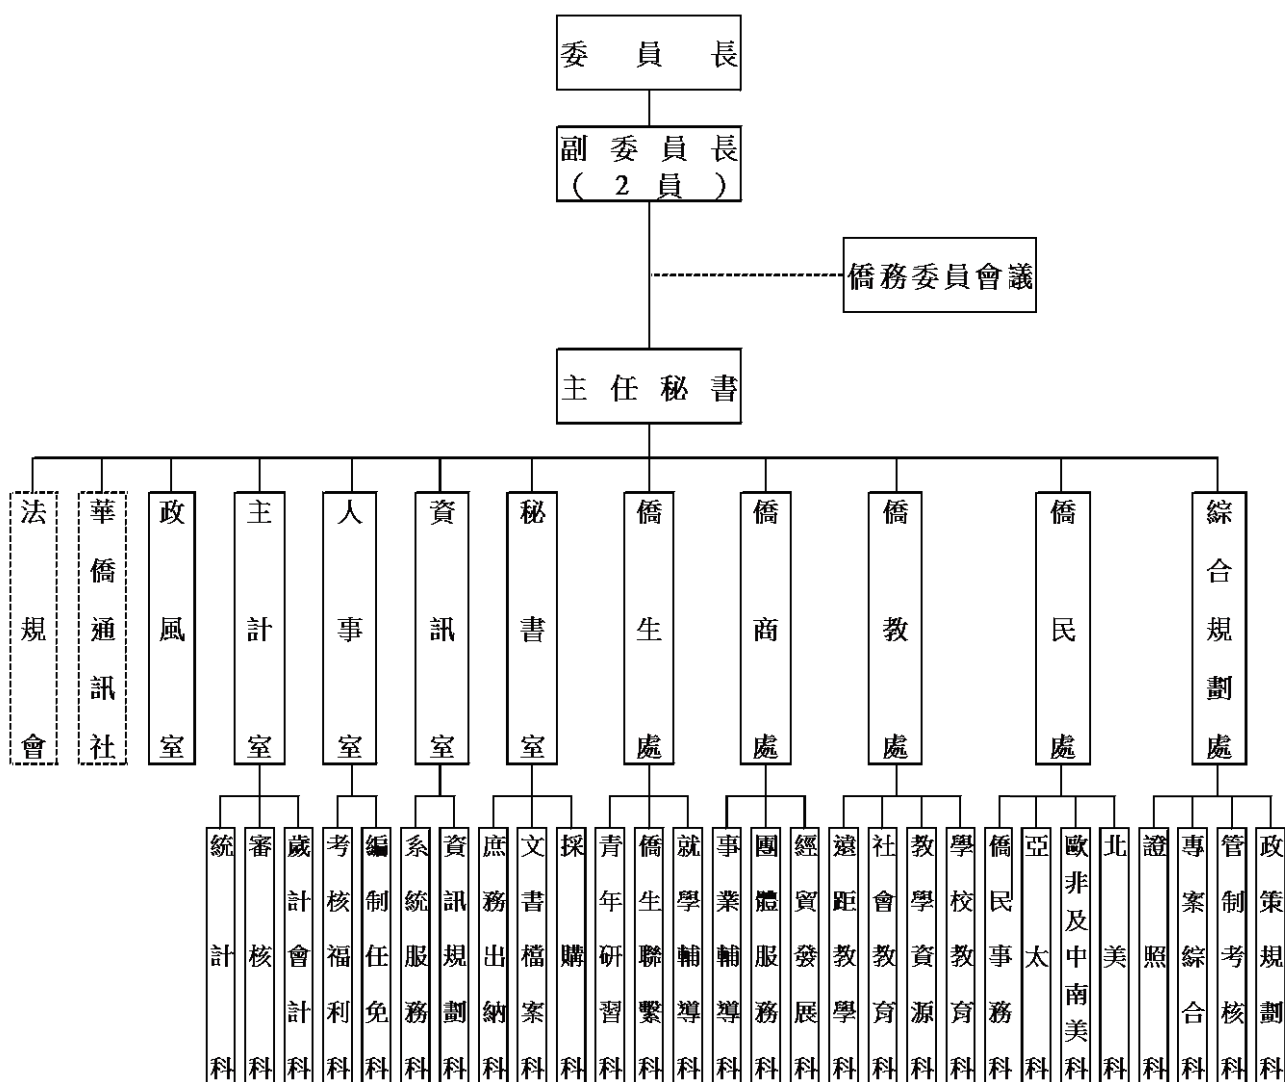 委員長
副委員長
(2員)
僑務委員會議
主任秘書
法規會
華僑通訊社
政風室
主計室
人事室
資訊室
秘書室
僑生處
僑商處
僑教處
僑民處
綜合規劃處
統計科
審核科
歲計會計科
考核福利科
編制任免科
系統服務科
資訊規劃科
庶務出納科
文書檔案科
採購科
青年研習科
僑生聯繫科
就學輔導科
事業輔導科
團體服務科
經貿發展科
遠距教學科
社會教育科
教學資源科
學校教育科
僑民事務科
亞太科
歐非及中南美科
北美科
證照科
專案綜合科
管制考核科
政策規劃科